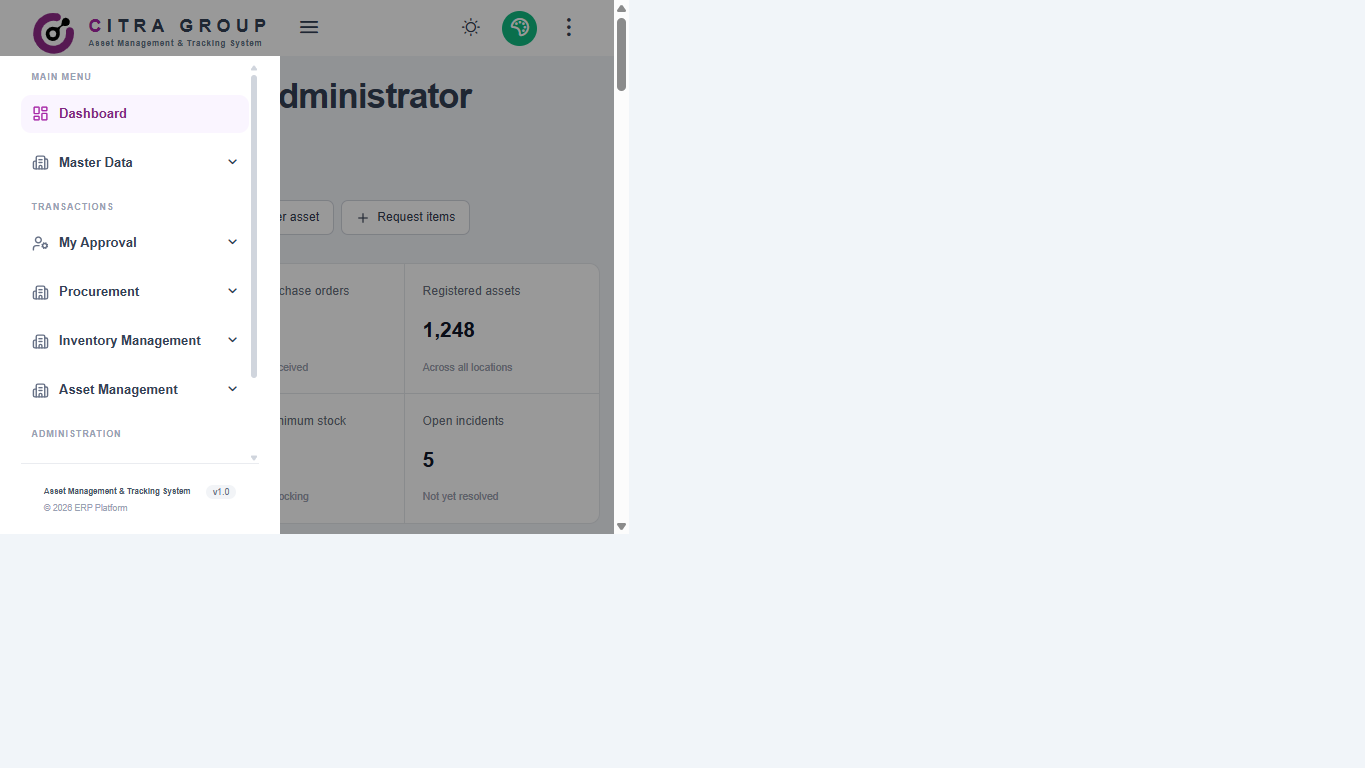 CITRA GROUP
Asset Management & Tracking System
MAIN MENU
Dashboard
Master Data
TRANSACTIONS
My Approval
Procurement
Inventory Management
Asset Management
ADMINISTRATION
Asset Management & Tracking System v1.0
© 2026 ERP Platform
dministrator
er asset
Request items
chase orders
ceived
Registered assets
1,248
Across all locations
nimum stock
ocking
Open incidents
5
Not yet resolved